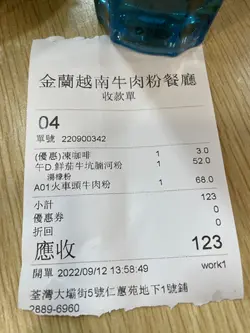 金蘭越南牛肉粉餐廳
收款單
04
單號 220900342
(優惠)凍咖啡 1 3.0
午D.鮮茄牛坑腩河粉 1 52.0
湯檬粉
A01火車頭牛肉粉 1 68.0
小計 123
優惠券 0
折回 0
應收 123
開單 2022/09/12 13:58:49 work1
荃灣大壩街5號仁蕙苑地下1號鋪
2889-6960